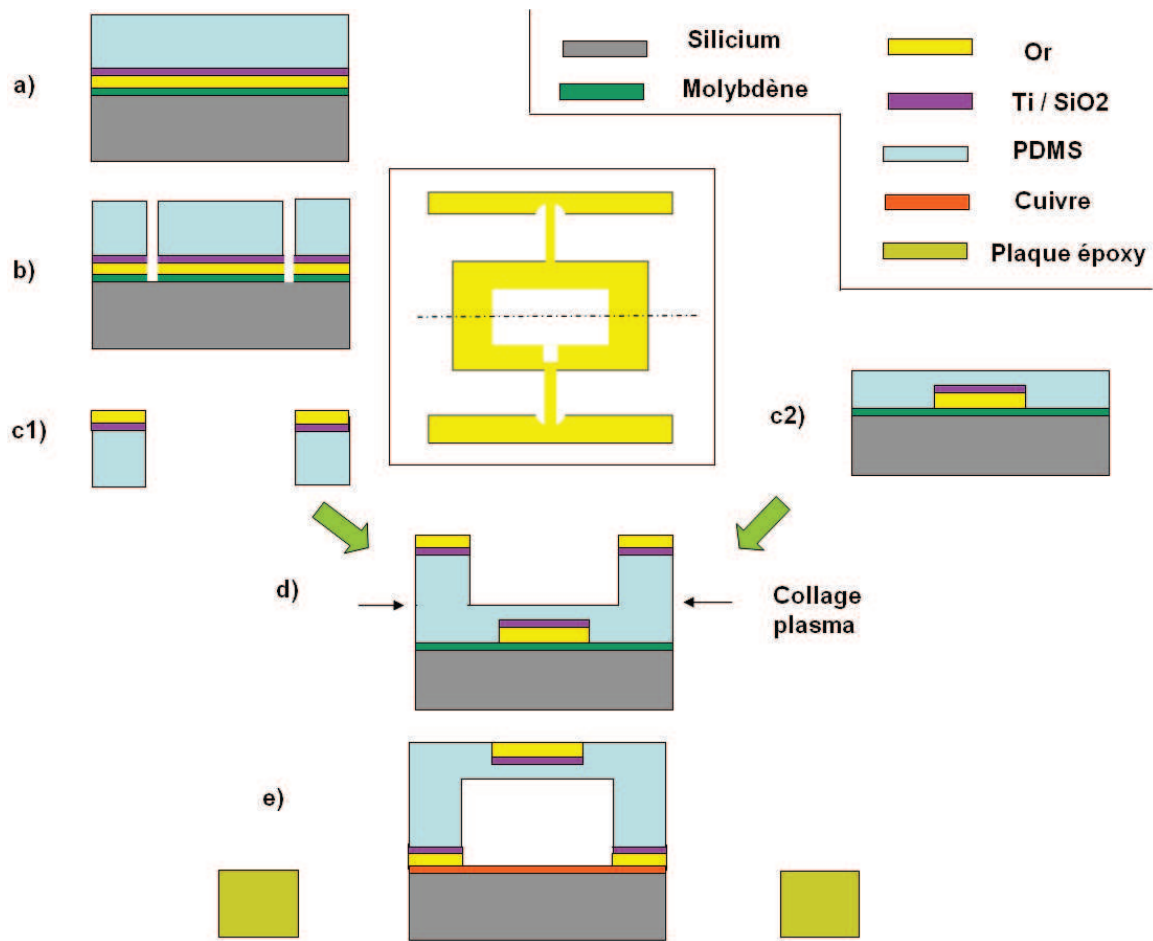 a)
Silicium
Molybdène
Or
Ti / SiO2
PDMS
Cuivre
Plaque époxy
b)
c1)
c2)
d)
Collage
plasma
e)